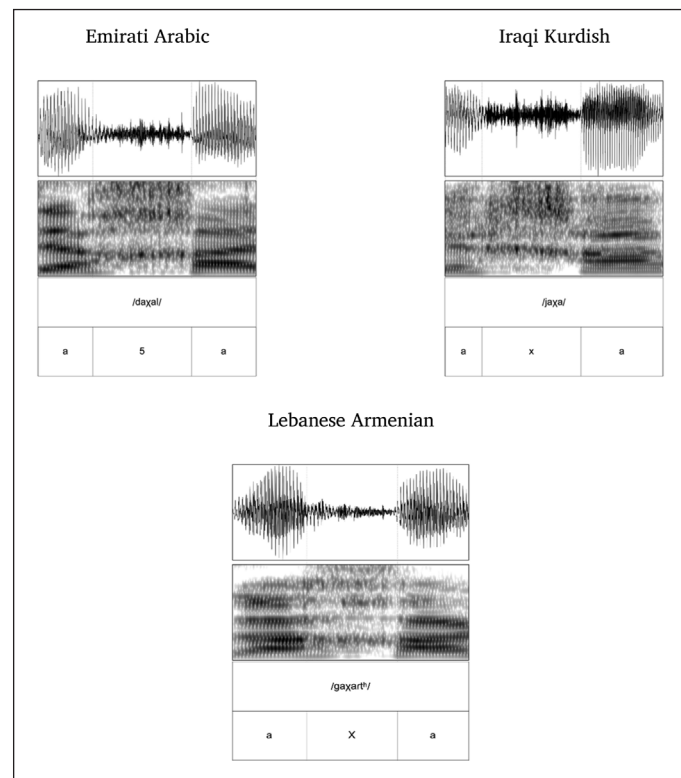 Emirati Arabic
/daχal/
a 5 a
Iraqi Kurdish
/jaχa/
a x a
Lebanese Armenian
/gaχartʰ/
a X a